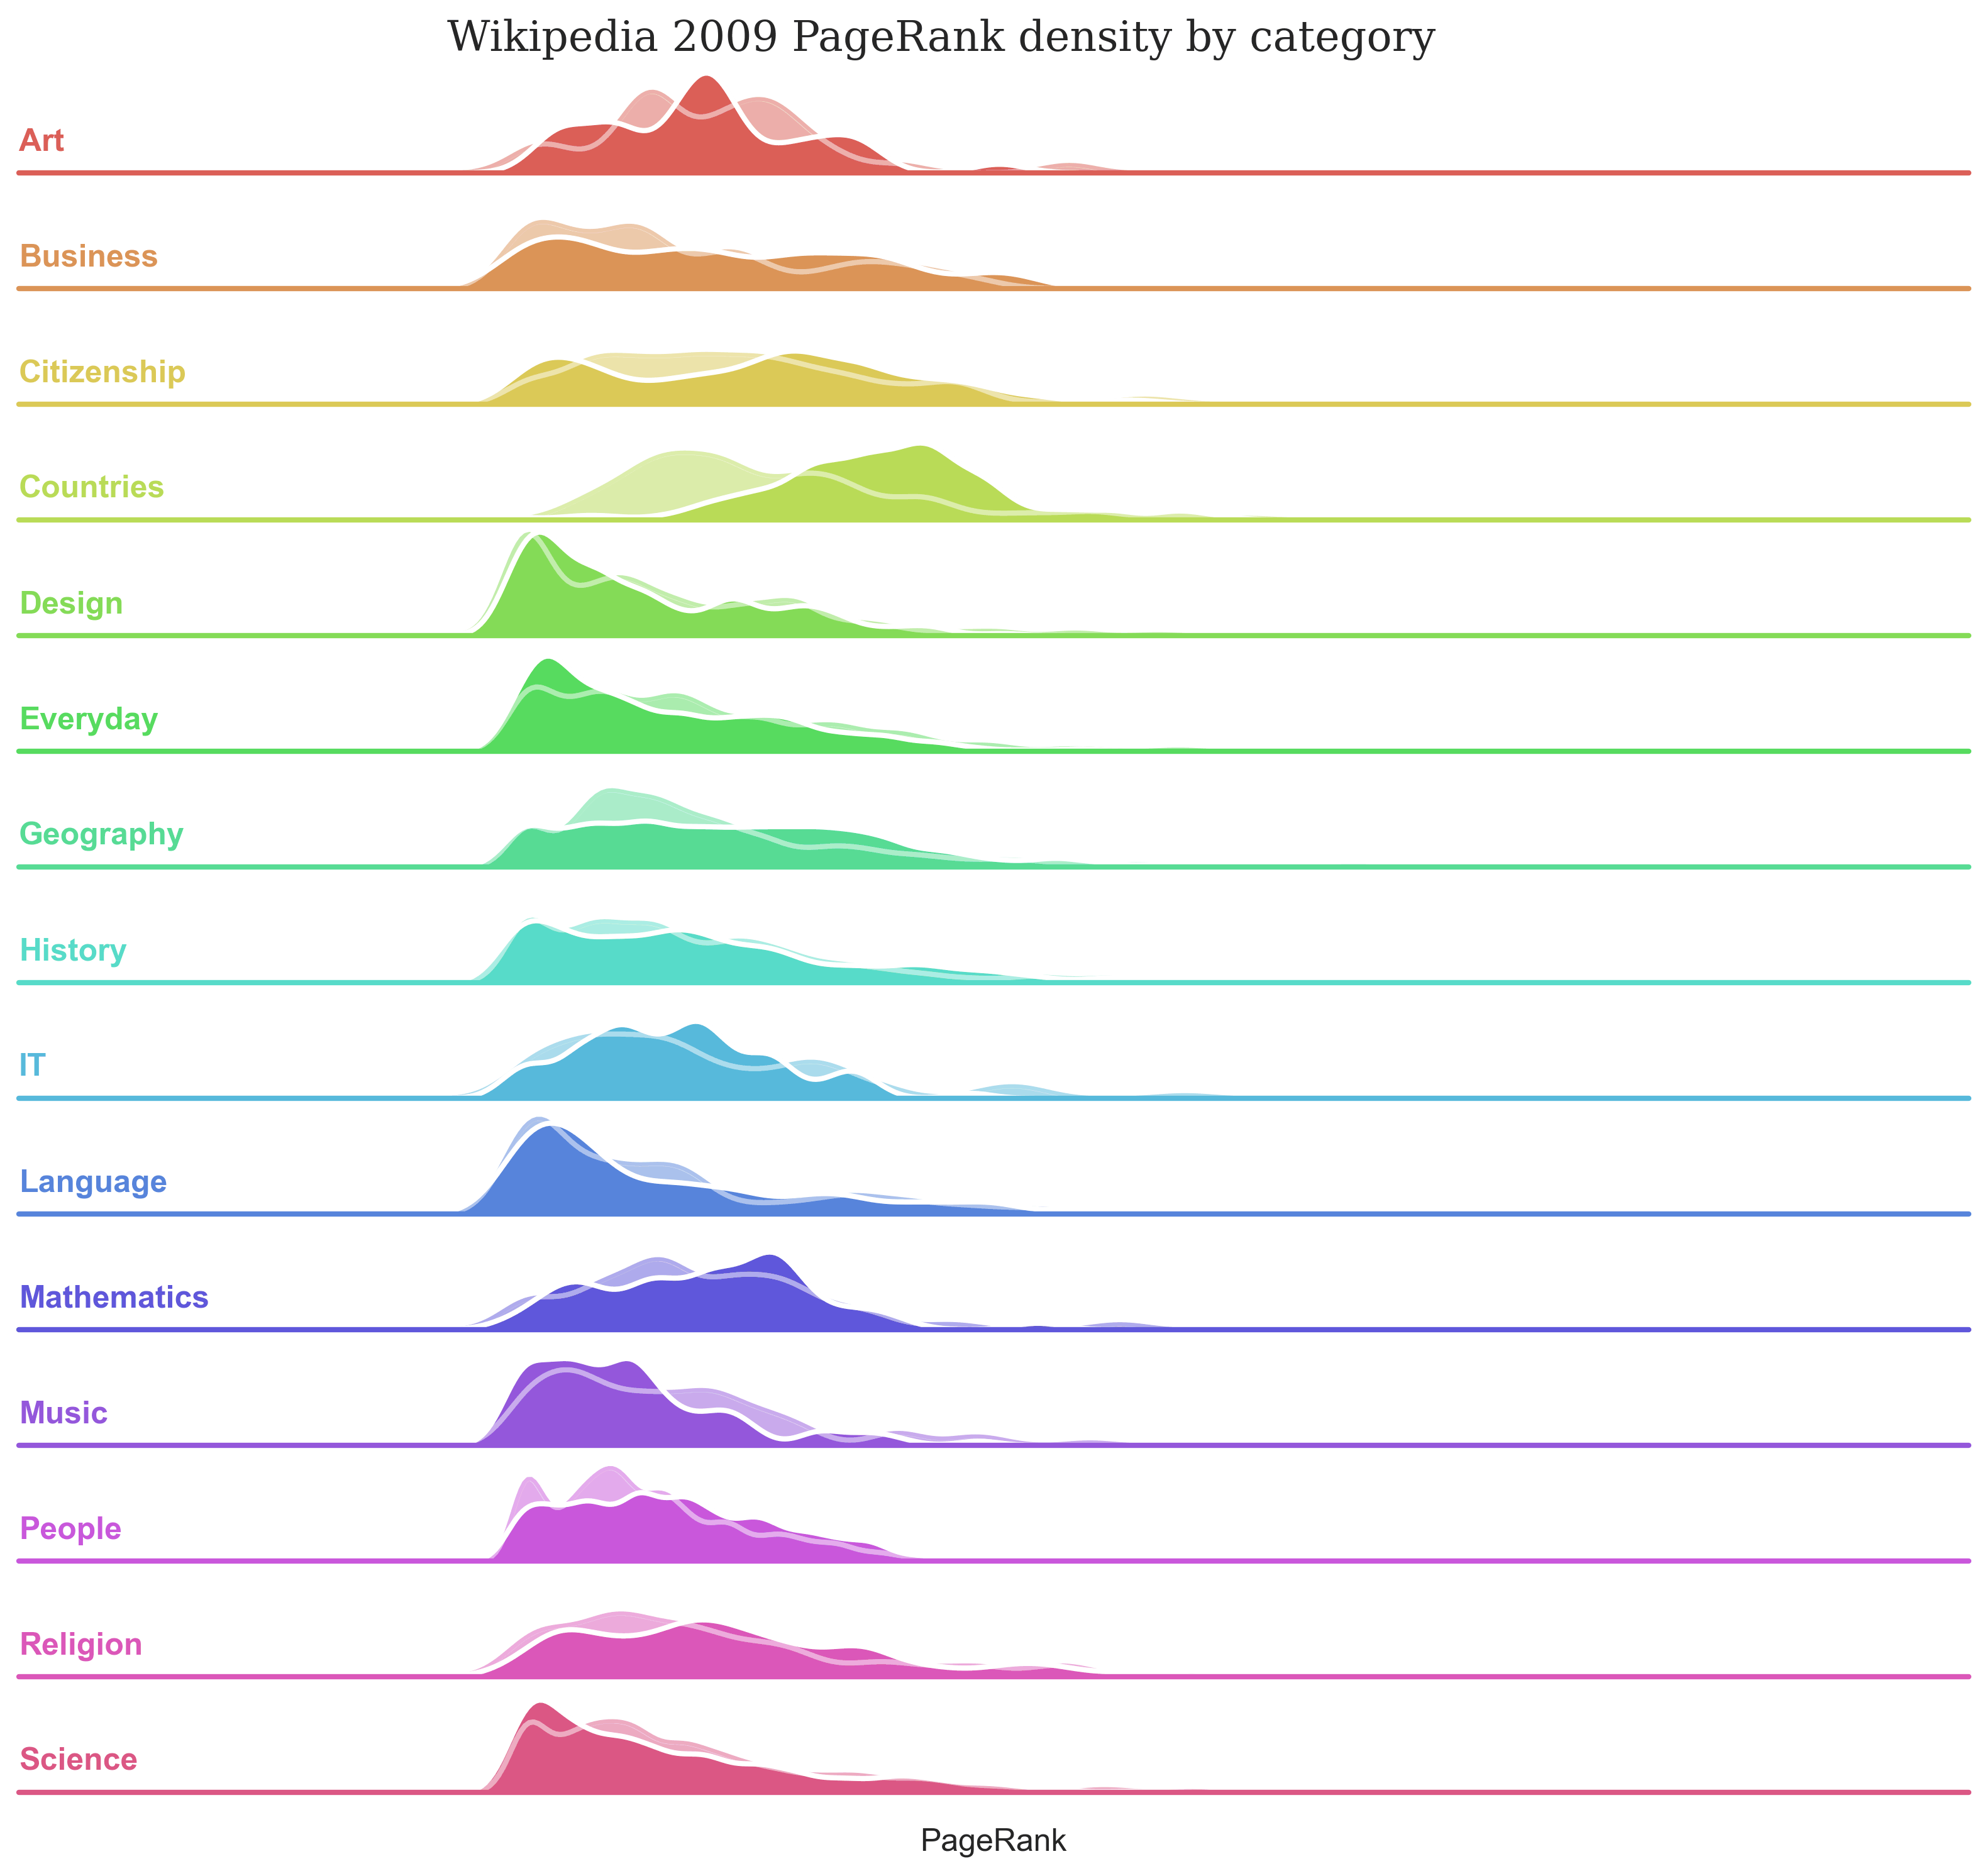 Wikipedia 2009 PageRank density by category
Art
Business
Citizenship
Countries
Design
Everyday
Geography
History
IT
Language
Mathematics
Music
People
Religion
Science
PageRank